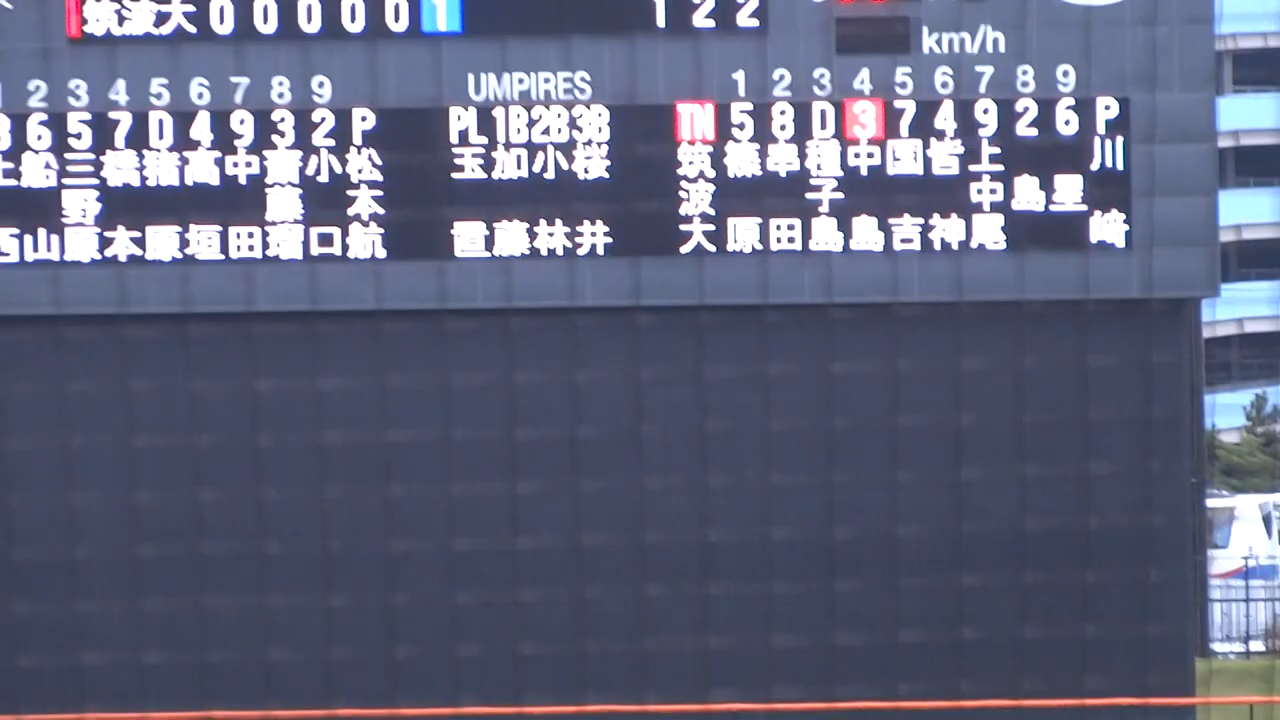 筑波大 0 0 0 0 0 1 1 2 2
km/h
2 3 4 5 6 7 8 9 UMPIRES 1 2 3 4 5 6 7 8 9
6 5 7 D 4 9 3 2 P PL 1B 2B 3B TN 5 8 D 3 7 4 9 2 6 P
船 三 橋 猪 高 中 齋 小 松 玉 加 小 桜 筑 篠 串 種 中 国 皆 上 川
野 藤 本 波 子 中 島 星
西 山 原 本 原 垣 田 瑠 口 航 置 藤 林 井 大 原 田 島 島 吉 神 尾 﨑